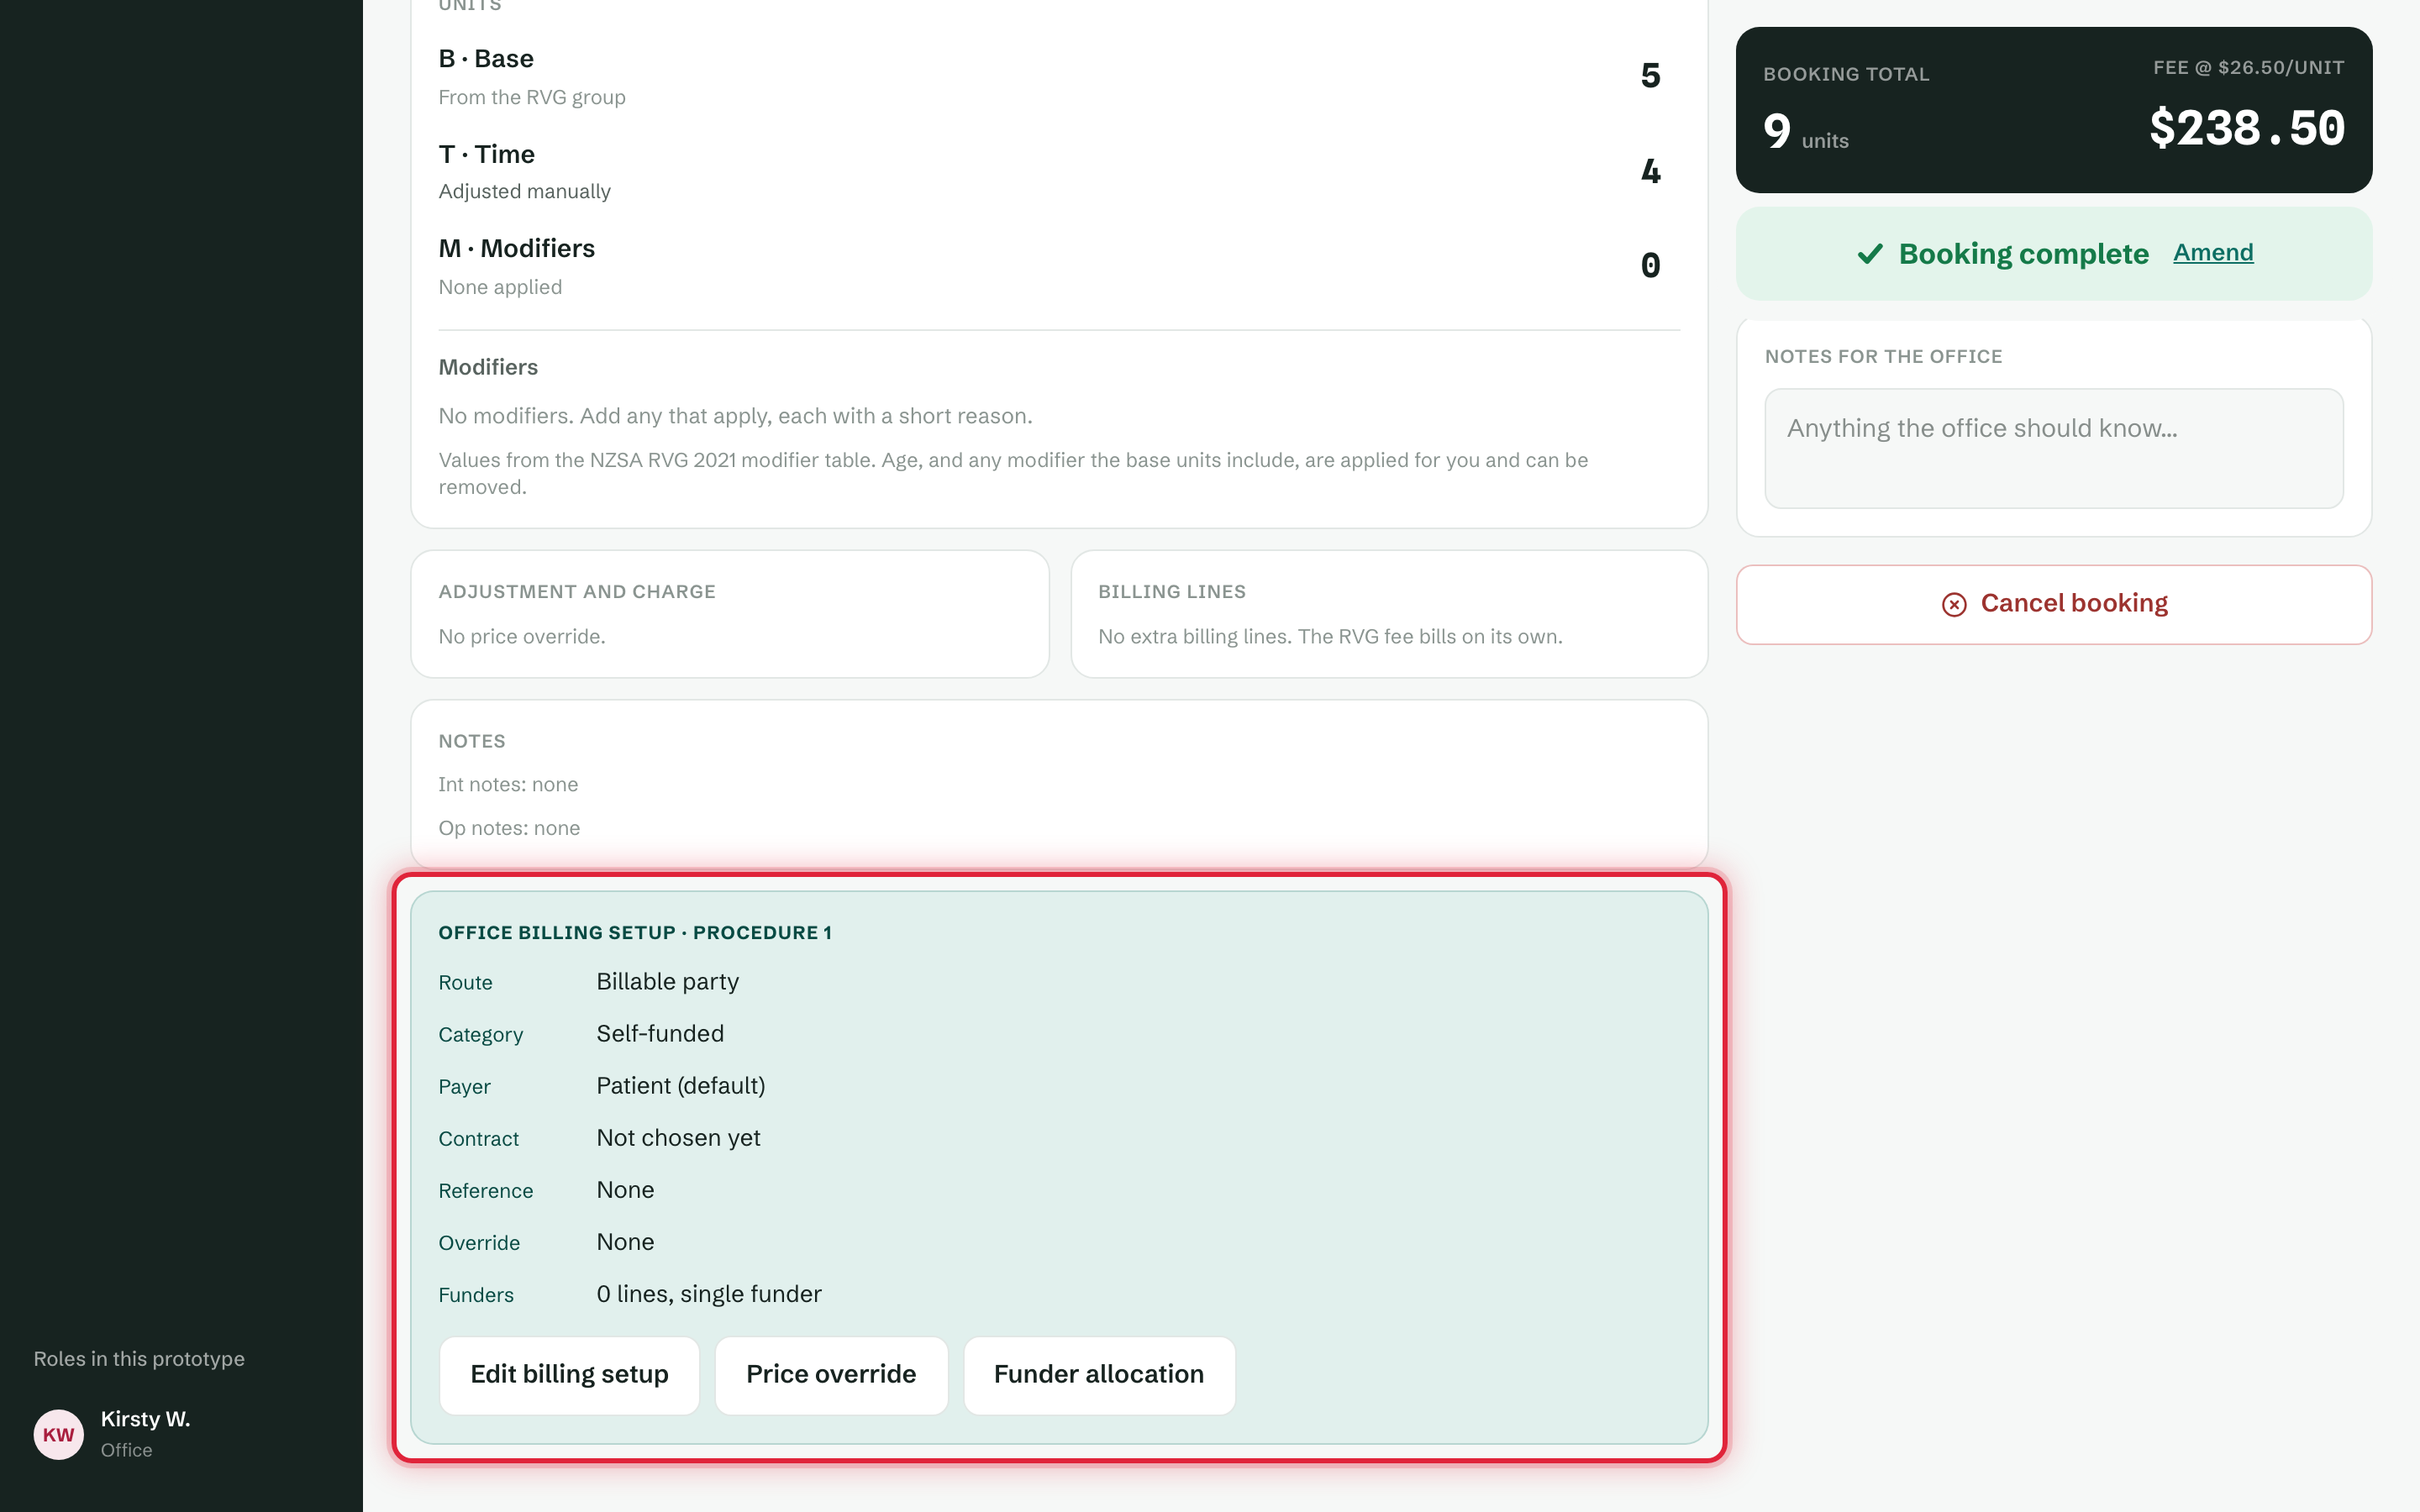 UNITS
B · Base
From the RVG group
5
T · Time
Adjusted manually
4
M · Modifiers
None applied
0
Modifiers
No modifiers. Add any that apply, each with a short reason.
Values from the NZSA RVG 2021 modifier table. Age, and any modifier the base units include, are applied for you and can be
removed.
ADJUSTMENT AND CHARGE
No price override.
BILLING LINES
No extra billing lines. The RVG fee bills on its own.
NOTES
Int notes: none
Op notes: none
OFFICE BILLING SETUP · PROCEDURE 1
Route Billable party
Category Self-funded
Payer Patient (default)
Contract Not chosen yet
Reference None
Override None
Funders 0 lines, single funder
Edit billing setup
Price override
Funder allocation
BOOKING TOTAL
9 units
FEE @ $26.50/UNIT
$238.50
Booking complete Amend
NOTES FOR THE OFFICE
Anything the office should know...
Cancel booking
Roles in this prototype
KW
Kirsty W.
Office